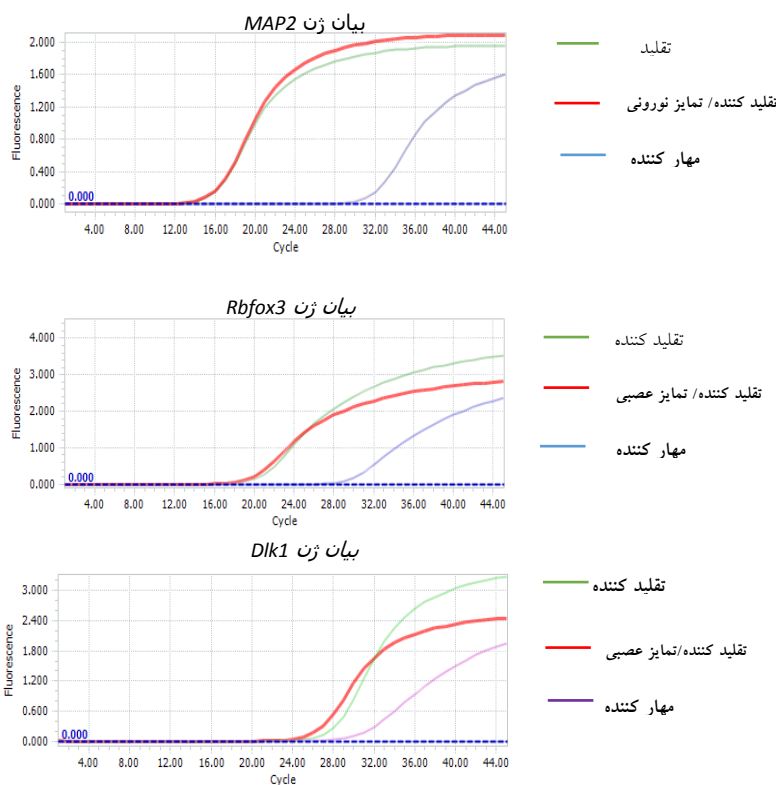 بیان ژن MAP2
Fluorescence
2.000
1.600
1.200
0.800
0.400
0.000
0.000
4.00 8.00 12.00 16.00 20.00 24.00 28.00 32.00 36.00 40.00 44.00
Cycle
تقلید
تقلید کننده/ تمایز نورونی
مهار کننده
بیان ژن Rbfox3
Fluorescence
4.000
3.000
2.000
1.000
0.000
0.000
4.00 8.00 12.00 16.00 20.00 24.00 28.00 32.00 36.00 40.00 44.00
Cycle
تقلید کننده
تقلید کننده/ تمایز عصبی
مهار کننده
بیان ژن Dlk1
Fluorescence
3.000
2.400
1.800
1.200
0.600
0.000
0.000
4.00 8.00 12.00 16.00 20.00 24.00 28.00 32.00 36.00 40.00 44.00
Cycle
تقلید کننده
تقلید کننده/تمایز عصبی
مهار کننده